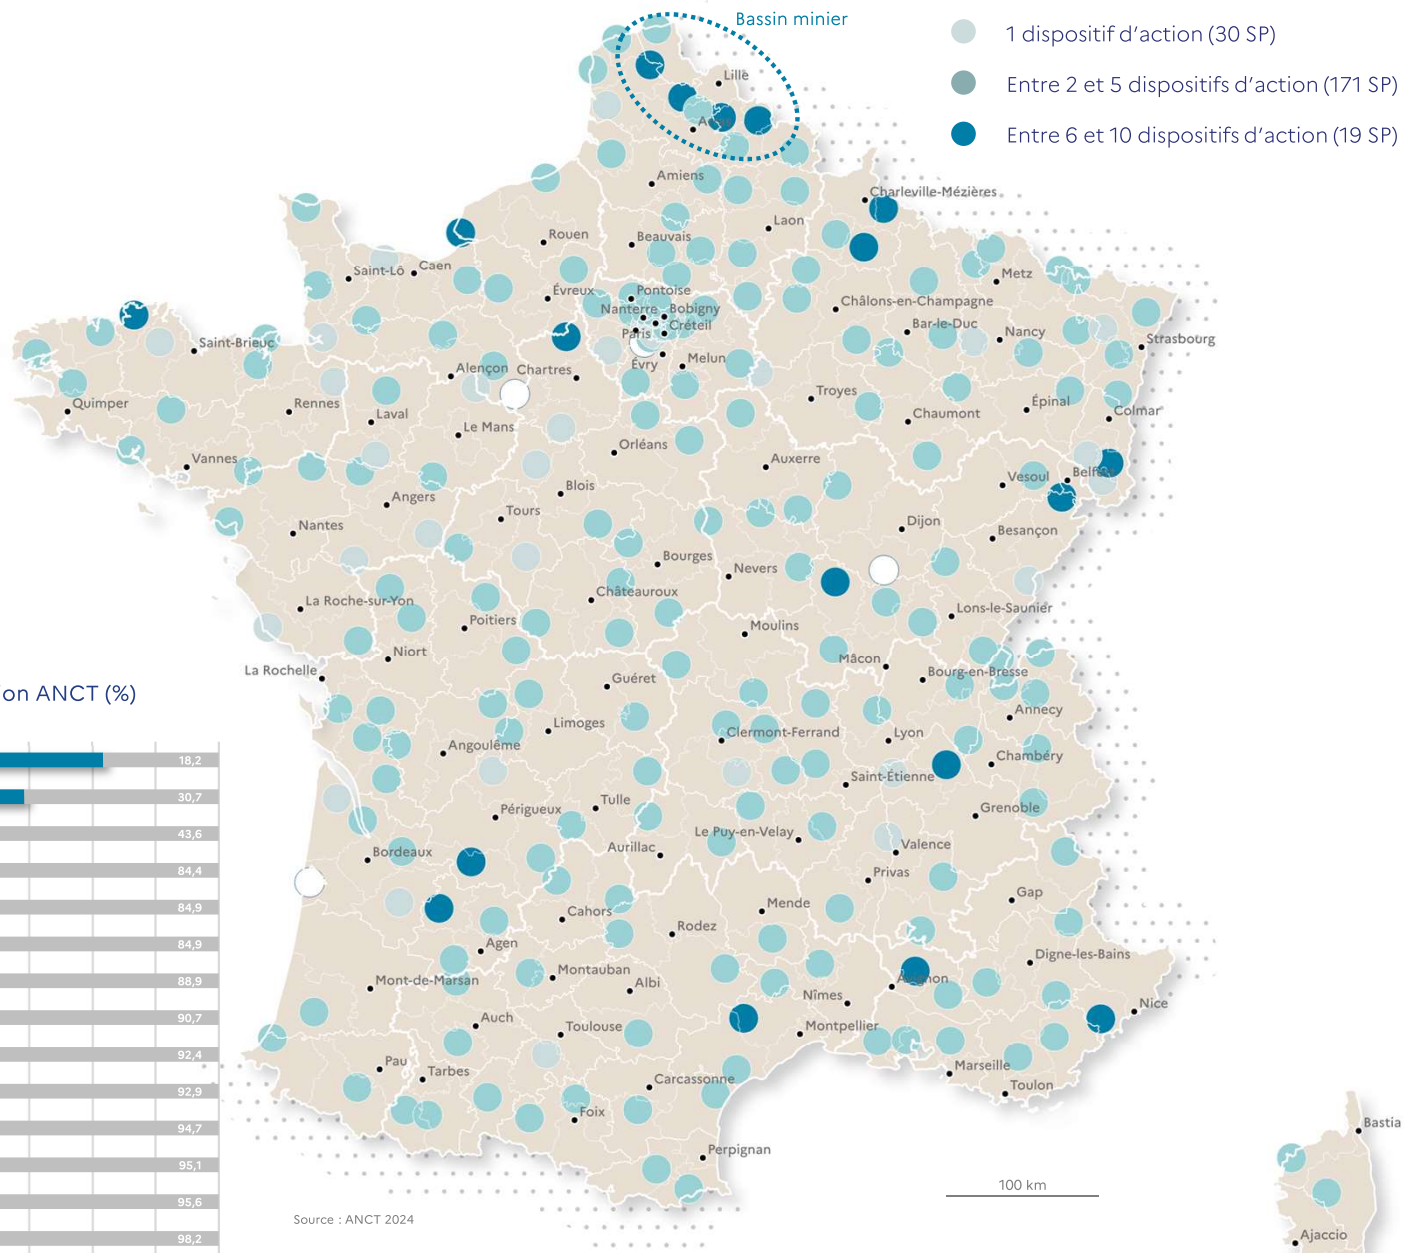 Bassin minier
1 dispositif d'action (30 SP)
Entre 2 et 5 dispositifs d'action (171 SP)
Entre 6 et 10 dispositifs d'action (19 SP)
Lille
Amiens
Charleville-Mézières
Laon
Rouen
Beauvais
Saint-Lô
Caen
Metz
Évreux
Pontoise
Nanterre
Bobigny
Châlons-en-Champagne
Paris
Créteil
Bar-le-Duc
Nancy
Strasbourg
Saint-Brieuc
Évry
Melun
Alençon
Chartres
Troyes
Quimper
Rennes
Laval
Chaumont
Épinal
Colmar
Le Mans
Orléans
Vannes
Auxerre
Vesoul
Belfort
Blois
Angers
Tours
Nantes
Dijon
Besançon
Bourges
Nevers
Châteauroux
La Roche-sur-Yon
Lons-le-Saunier
Poitiers
Moulins
Niort
Mâcon
La Rochelle
Bourg-en-Bresse
Guéret
Annecy
Limoges
Clermont-Ferrand
Lyon
Angoulême
Chambéry
Saint-Étienne
Périgueux
Tulle
Grenoble
Le Puy-en-Velay
Bordeaux
Aurillac
Valence
Privas
Gap
Mende
Cahors
Rodez
Agen
Digne-les-Bains
Montauban
Mont-de-Marsan
Albi
Avignon
Nîmes
Nice
Auch
Toulouse
Montpellier
Pau
Tarbes
Marseille
Carcassonne
Toulon
Foix
Perpignan
Bastia
Ajaccio
100 km
Source : ANCT 2024
ion ANCT (%)
18,2
30,7
43,6
84,4
84,9
84,9
88,9
90,7
92,4
92,9
94,7
95,1
95,6
98,2